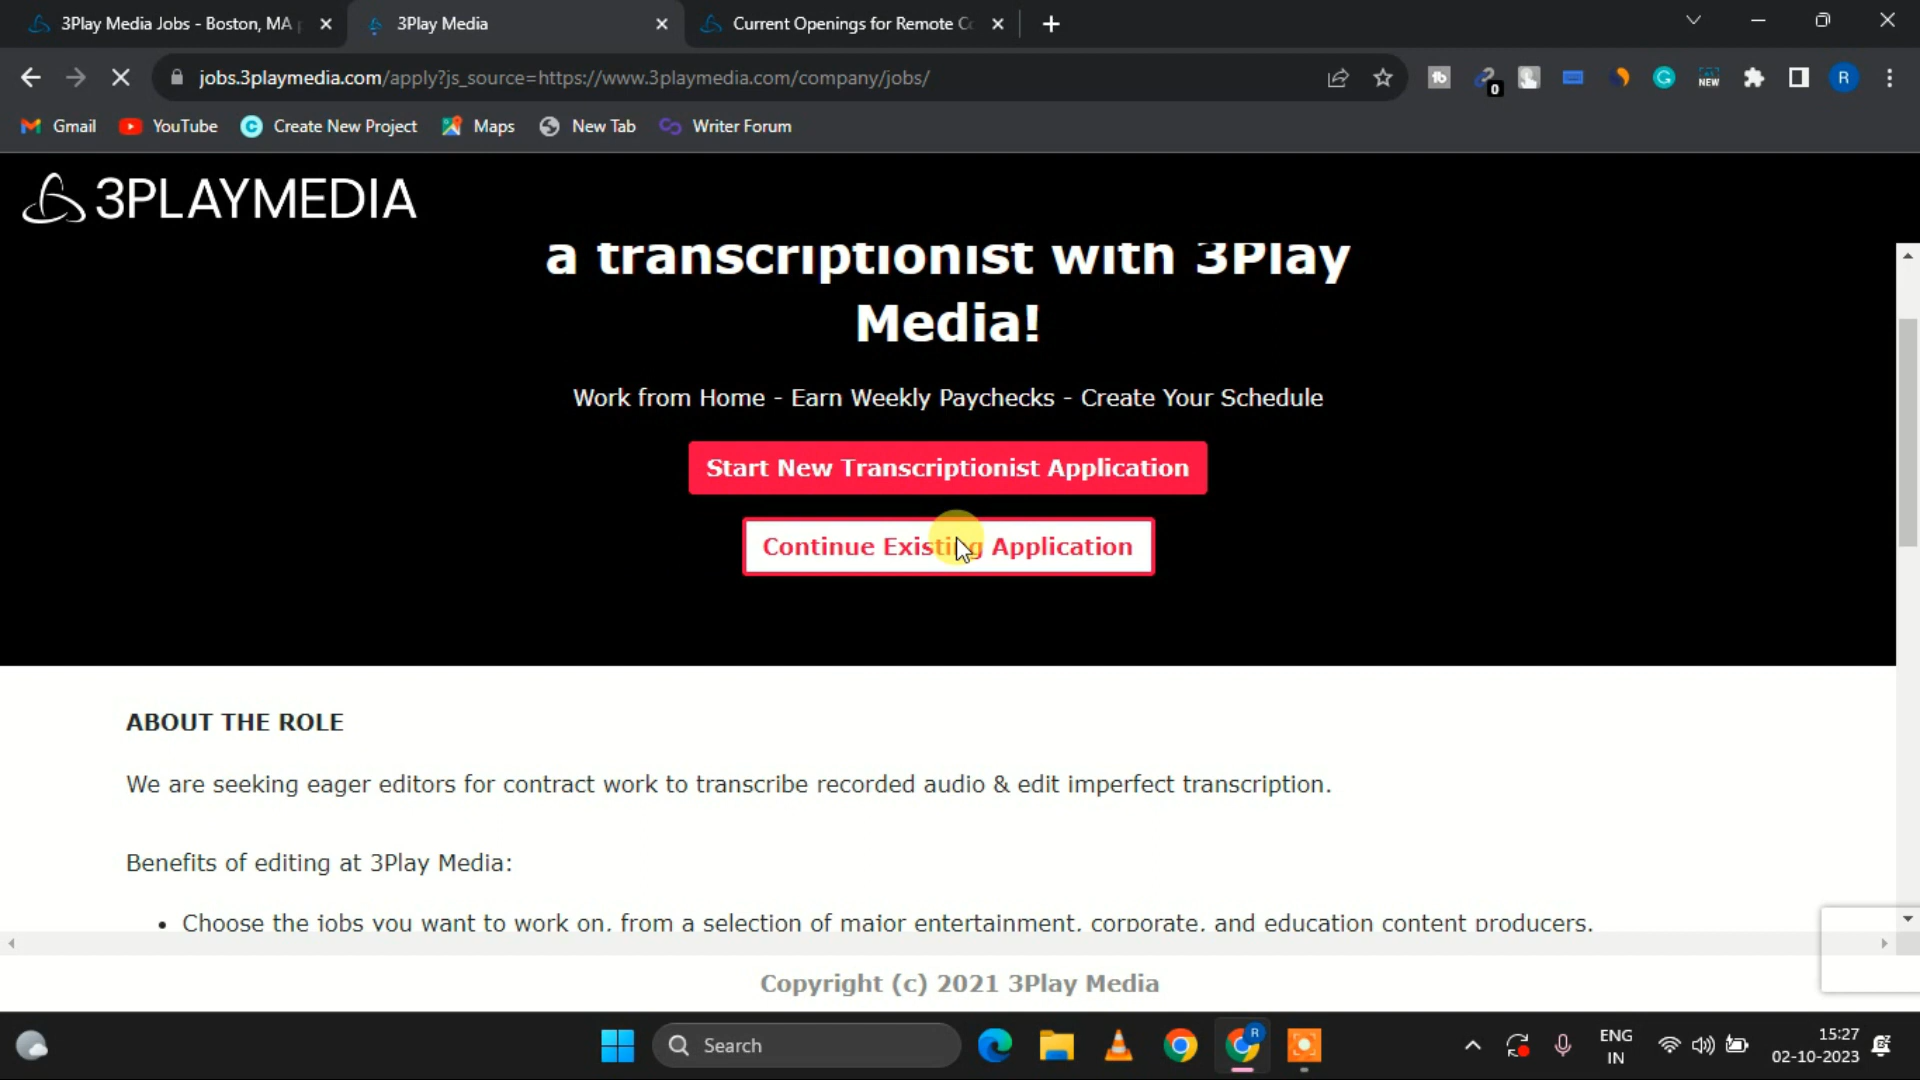 3Play Media Jobs - Boston, MA
3Play Media
Current Openings for Remote Co
jobs.3playmedia.com/apply?js_source=https://www.3playmedia.com/company/jobs/
0
NEW
R
Gmail
YouTube
Create New Project
Maps
New Tab
Writer Forum
3PLAYMEDIA
a transcriptionist with 3Play
Media!
Work from Home - Earn Weekly Paychecks - Create Your Schedule
Start New Transcriptionist Application
Continue Existing Application
ABOUT THE ROLE
We are seeking eager editors for contract work to transcribe recorded audio & edit imperfect transcription.
Benefits of editing at 3Play Media:
• Choose the jobs you want to work on, from a selection of major entertainment, corporate, and education content producers.
Copyright (c) 2021 3Play Media
Search
R
ENG
IN
15:27
02-10-2023